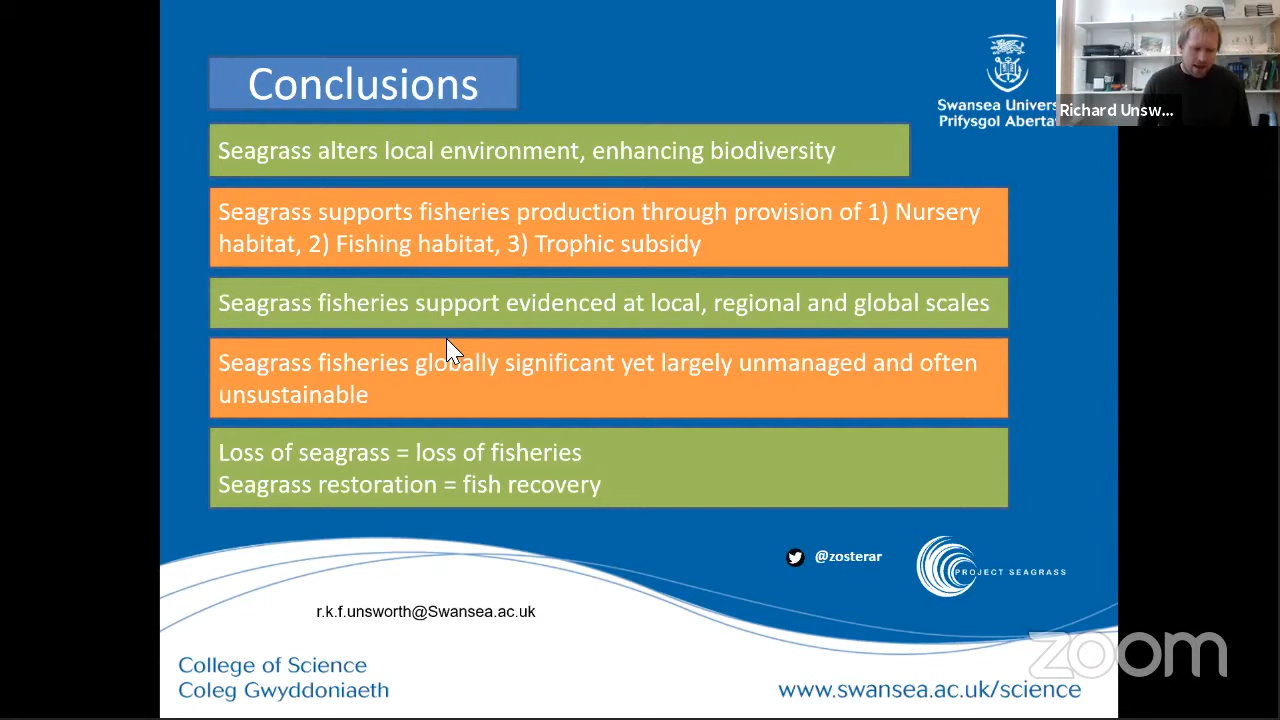 Conclusions
Swansea Univers
Prifysgol Aberta
Richard Unsw...
Seagrass alters local environment, enhancing biodiversity
Seagrass supports fisheries production through provision of 1) Nursery
habitat, 2) Fishing habitat, 3) Trophic subsidy
Seagrass fisheries support evidenced at local, regional and global scales
Seagrass fisheries globally significant yet largely unmanaged and often
unsustainable
Loss of seagrass = loss of fisheries
Seagrass restoration = fish recovery
@zosterar
PROJECT SEAGRASS
r.k.f.unsworth@Swansea.ac.uk
zoom
College of Science
Coleg Gwyddoniaeth
www.swansea.ac.uk/science